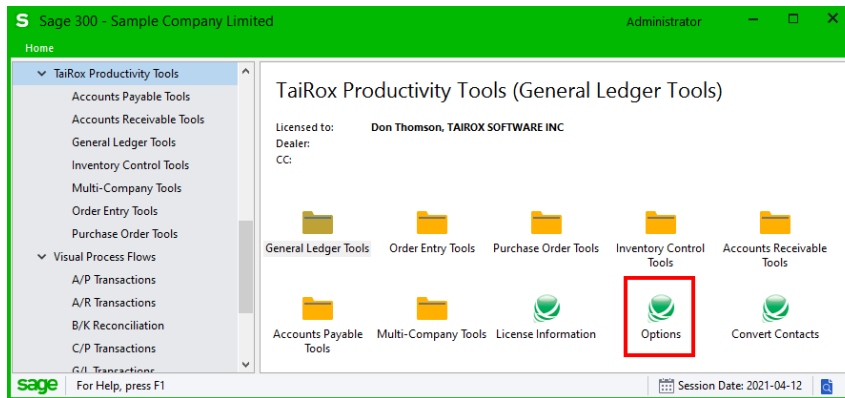 S Sage 300 - Sample Company Limited
Administrator
Home
TaiRox Productivity Tools
Accounts Payable Tools
Accounts Receivable Tools
General Ledger Tools
Inventory Control Tools
Multi-Company Tools
Order Entry Tools
Purchase Order Tools
Visual Process Flows
A/P Transactions
A/R Transactions
B/K Reconciliation
C/P Transactions
G/L Transactions
TaiRox Productivity Tools (General Ledger Tools)
Licensed to: Don Thomson, TAIROX SOFTWARE INC
Dealer:
CC:
General Ledger Tools
Order Entry Tools
Purchase Order Tools
Inventory Control
Tools
Accounts Receivable
Tools
Accounts Payable
Tools
Multi-Company Tools
License Information
Options
Convert Contacts
sage For Help, press F1
Session Date: 2021-04-12